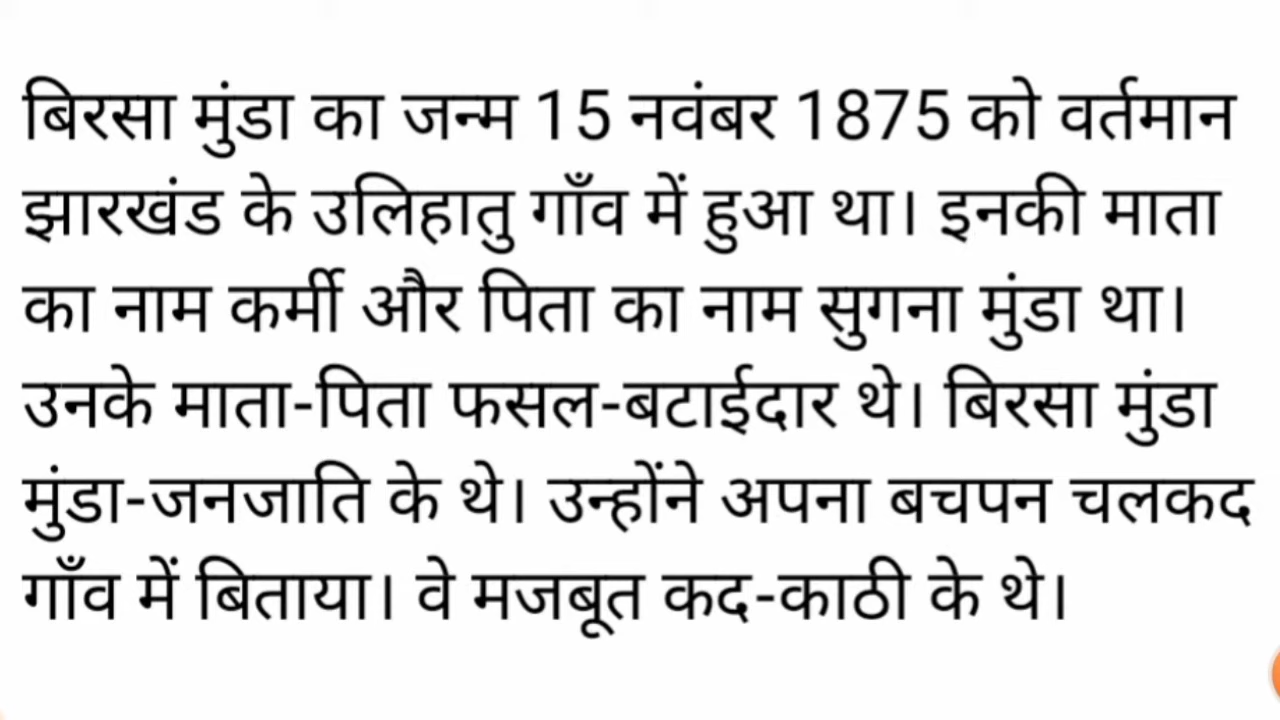 बिरसा मुंडा का जन्म 15 नवंबर 1875 को वर्तमान
झारखंड के उलिहातु गाँव में हुआ था। इनकी माता
का नाम कर्मी और पिता का नाम सुगना मुंडा था।
उनके माता-पिता फसल-बटाईदार थे। बिरसा मुंडा
मुंडा-जनजाति के थे। उन्होंने अपना बचपन चलकद
गाँव में बिताया। वे मजबूत कद-काठी के थे।